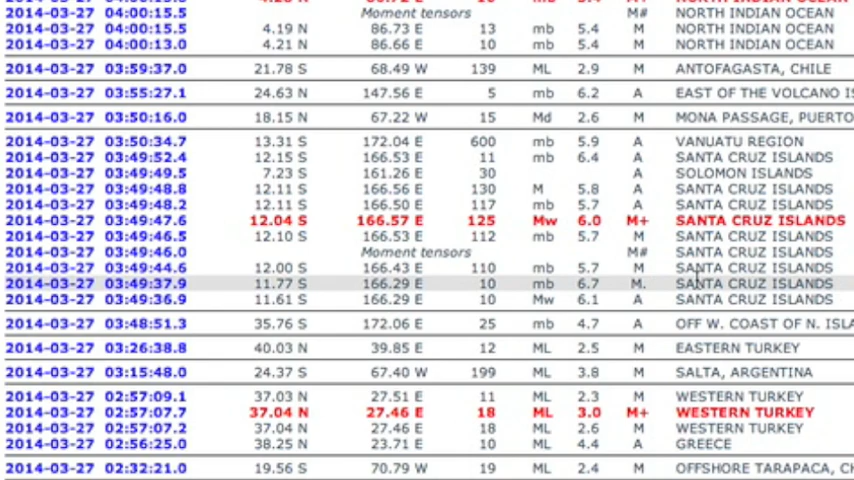 2014-03-27 04:00:15.5 Moment tensors M# NORTH INDIAN OCEAN
2014-03-27 04:00:15.5 4.19 N 86.73 E 13 mb 5.4 M NORTH INDIAN OCEAN
2014-03-27 04:00:13.0 4.21 N 86.66 E 10 mb 5.4 M NORTH INDIAN OCEAN
2014-03-27 03:59:37.0 21.78 S 68.49 W 139 ML 2.9 M ANTOFAGASTA, CHILE
2014-03-27 03:55:27.1 24.63 N 147.56 E 5 mb 6.2 A EAST OF THE VOLCANO IS
2014-03-27 03:50:16.0 18.15 N 67.22 W 15 Md 2.6 M MONA PASSAGE, PUERTO
2014-03-27 03:50:34.7 13.31 S 172.04 E 600 mb 5.9 A VANUATU REGION
2014-03-27 03:49:52.4 12.15 S 166.53 E 11 mb 6.4 A SANTA CRUZ ISLANDS
2014-03-27 03:49:49.5 7.23 S 161.26 E 30 A SOLOMON ISLANDS
2014-03-27 03:49:48.8 12.11 S 166.56 E 130 M 5.8 A SANTA CRUZ ISLANDS
2014-03-27 03:49:48.2 12.11 S 166.50 E 117 mb 5.7 A SANTA CRUZ ISLANDS
2014-03-27 03:49:47.6 12.04 S 166.57 E 125 Mw 6.0 M+ SANTA CRUZ ISLANDS
2014-03-27 03:49:46.5 12.10 S 166.53 E 112 mb 5.7 M SANTA CRUZ ISLANDS
2014-03-27 03:49:46.0 Moment tensors M# SANTA CRUZ ISLANDS
2014-03-27 03:49:44.6 12.00 S 166.43 E 110 mb 5.7 M SANTA CRUZ ISLANDS
2014-03-27 03:49:37.9 11.77 S 166.29 E 10 mb 6.7 M. SANTA CRUZ ISLANDS
2014-03-27 03:49:36.9 11.61 S 166.29 E 10 Mw 6.1 A SANTA CRUZ ISLANDS
2014-03-27 03:48:51.3 35.76 S 172.06 E 25 mb 4.7 A OFF W. COAST OF N. ISLA
2014-03-27 03:26:38.8 40.03 N 39.85 E 12 ML 2.5 M EASTERN TURKEY
2014-03-27 03:15:48.0 24.37 S 67.40 W 199 ML 3.8 M SALTA, ARGENTINA
2014-03-27 02:57:09.1 37.03 N 27.51 E 11 ML 2.3 M WESTERN TURKEY
2014-03-27 02:57:07.7 37.04 N 27.46 E 18 ML 3.0 M+ WESTERN TURKEY
2014-03-27 02:57:07.2 37.04 N 27.46 E 18 ML 2.6 M WESTERN TURKEY
2014-03-27 02:56:25.0 38.25 N 23.71 E 10 ML 4.4 A GREECE
2014-03-27 02:32:21.0 19.56 S 70.79 W 19 ML 2.4 M OFFSHORE TARAPACA, CH